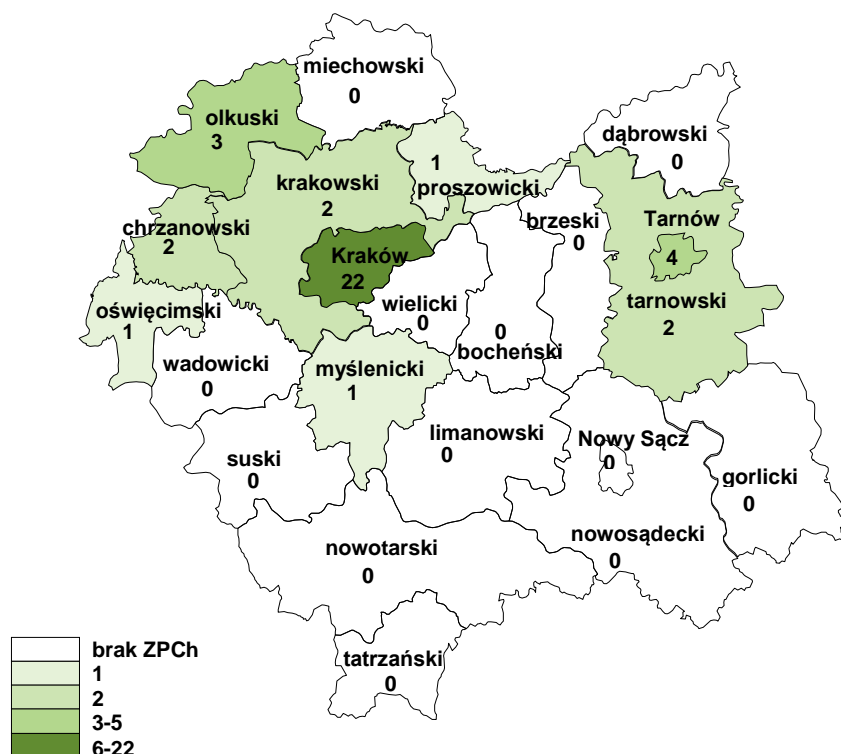 miechowski
0
olkuski
3
dąbrowski
0
1
proszowicki
krakowski
2
brzeski
0
Tarnów
4
chrzanowski
2
Kraków
22
tarnowski
2
oświęcimski
1
wielicki
0
0
bocheński
wadowicki
0
myślenicki
1
limanowski
0
Nowy Sącz
0
suski
0
gorlicki
0
nowotarski
0
nowosądecki
0
tatrzański
0
brak ZPCh
1
2
3-5
6-22